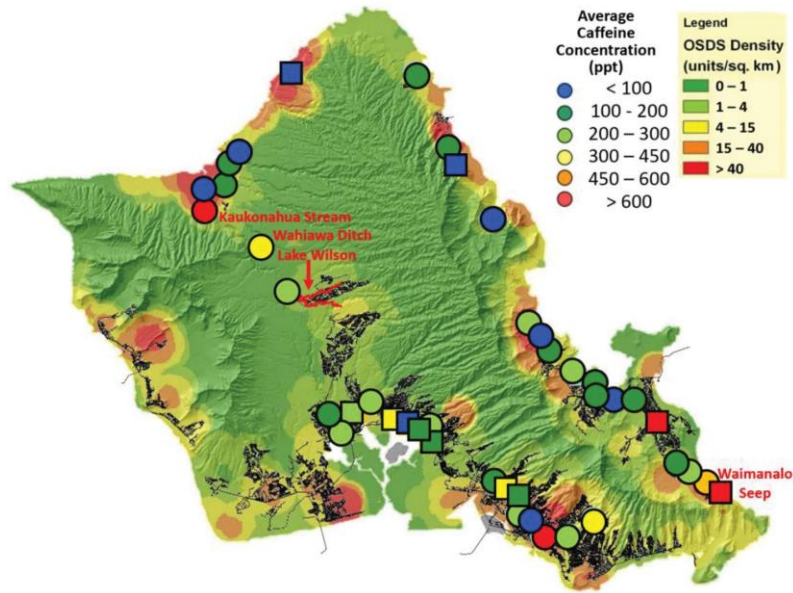 Average
Caffeine
Concentration
(ppt)
< 100
100 - 200
200 – 300
300 – 450
450 – 600
> 600
Legend
OSDS Density
(units/sq. km)
0 – 1
1 – 4
4 – 15
15 – 40
> 40
Kaukonahua Stream
Wahiawa Ditch
Lake Wilson
Waimanalo
Seep